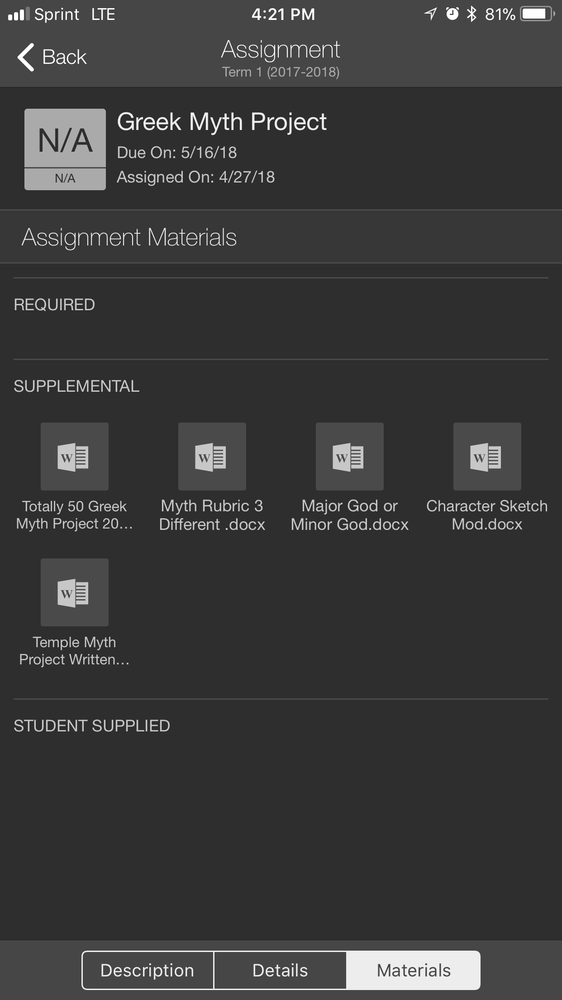 Sprint LTE 4:21 PM 81%
Back
Assignment
Term 1 (2017-2018)
N/A
N/A
Greek Myth Project
Due On: 5/16/18
Assigned On: 4/27/18
Assignment Materials
REQUIRED
SUPPLEMENTAL
W
W
W
W
Totally 50 Greek
Myth Project 20...
Myth Rubric 3
Different .docx
Major God or
Minor God.docx
Character Sketch
Mod.docx
W
Temple Myth
Project Written...
STUDENT SUPPLIED
Description Details Materials